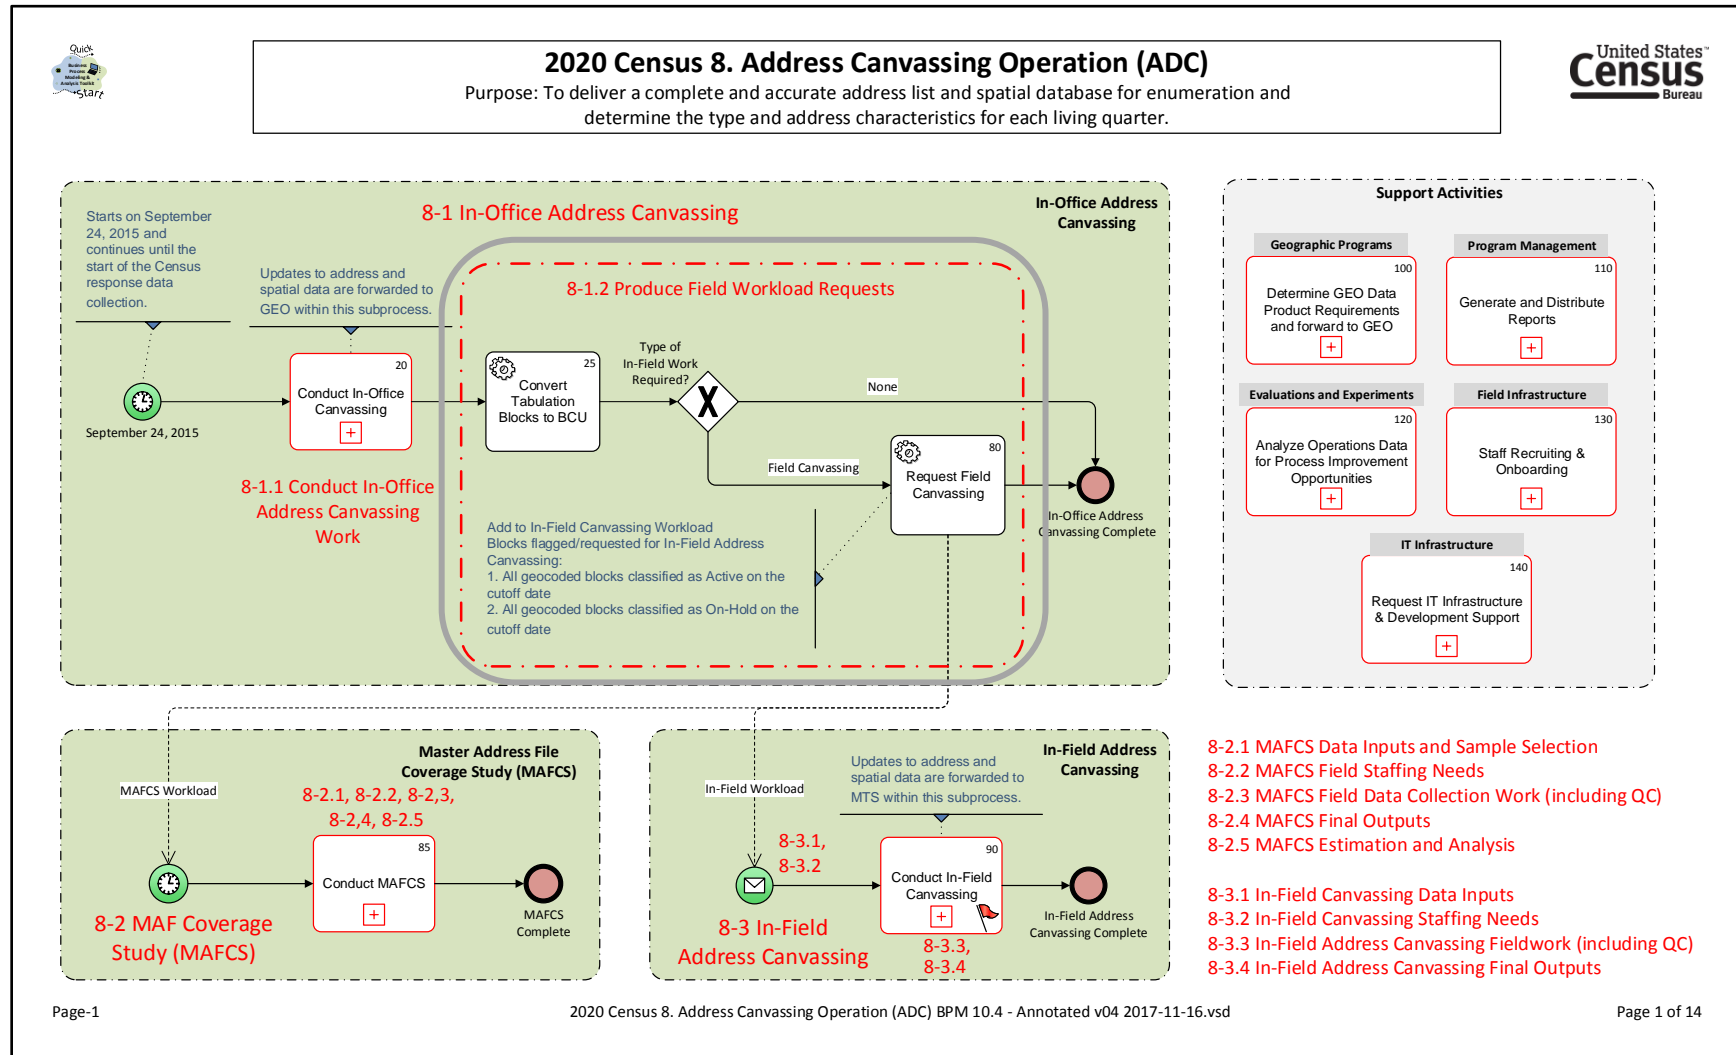 Quick
Business
Process
Modeling &
Analysis Toolkit
Start
2020 Census 8. Address Canvassing Operation (ADC)
Purpose: To deliver a complete and accurate address list and spatial database for enumeration and
determine the type and address characteristics for each living quarter.
United States™
Census
Bureau
In-Office Address
Canvassing
8-1 In-Office Address Canvassing
Starts on September
24, 2015 and
continues until the
start of the Census
response data
collection.
Updates to address and
spatial data are forwarded to
GEO within this subprocess.
8-1.2 Produce Field Workload Requests
September 24, 2015
20
Conduct In-Office
Canvassing
8-1.1 Conduct In-Office
Address Canvassing
Work
25
Convert
Tabulation
Blocks to BCU
Type of
In-Field Work
Required?
X
None
Field Canvassing
80
Request Field
Canvassing
In-Office Address
Canvassing Complete
Add to In-Field Canvassing Workload
Blocks flagged/requested for In-Field Address
Canvassing:
1. All geocoded blocks classified as Active on the
cutoff date
2. All geocoded blocks classified as On-Hold on the
cutoff date
Support Activities
Geographic Programs
100
Determine GEO Data
Product Requirements
and forward to GEO
Program Management
110
Generate and Distribute
Reports
Evaluations and Experiments
120
Analyze Operations Data
for Process Improvement
Opportunities
Field Infrastructure
130
Staff Recruiting &
Onboarding
IT Infrastructure
140
Request IT Infrastructure
& Development Support
Master Address File
Coverage Study (MAFCS)
MAFCS Workload
8-2.1, 8-2.2, 8-2,3,
8-2,4, 8-2.5
85
Conduct MAFCS
MAFCS
Complete
8-2 MAF Coverage
Study (MAFCS)
In-Field Address
Canvassing
In-Field Workload
Updates to address and
spatial data are forwarded to
MTS within this subprocess.
8-3.1,
8-3.2
90
Conduct In-Field
Canvassing
In-Field Address
Canvassing Complete
8-3 In-Field
Address Canvassing
8-3.3,
8-3.4
8-2.1 MAFCS Data Inputs and Sample Selection
8-2.2 MAFCS Field Staffing Needs
8-2.3 MAFCS Field Data Collection Work (including QC)
8-2.4 MAFCS Final Outputs
8-2.5 MAFCS Estimation and Analysis
8-3.1 In-Field Canvassing Data Inputs
8-3.2 In-Field Canvassing Staffing Needs
8-3.3 In-Field Address Canvassing Fieldwork (including QC)
8-3.4 In-Field Address Canvassing Final Outputs
Page-1
2020 Census 8. Address Canvassing Operation (ADC) BPM 10.4 - Annotated v04 2017-11-16.vsd
Page 1 of 14